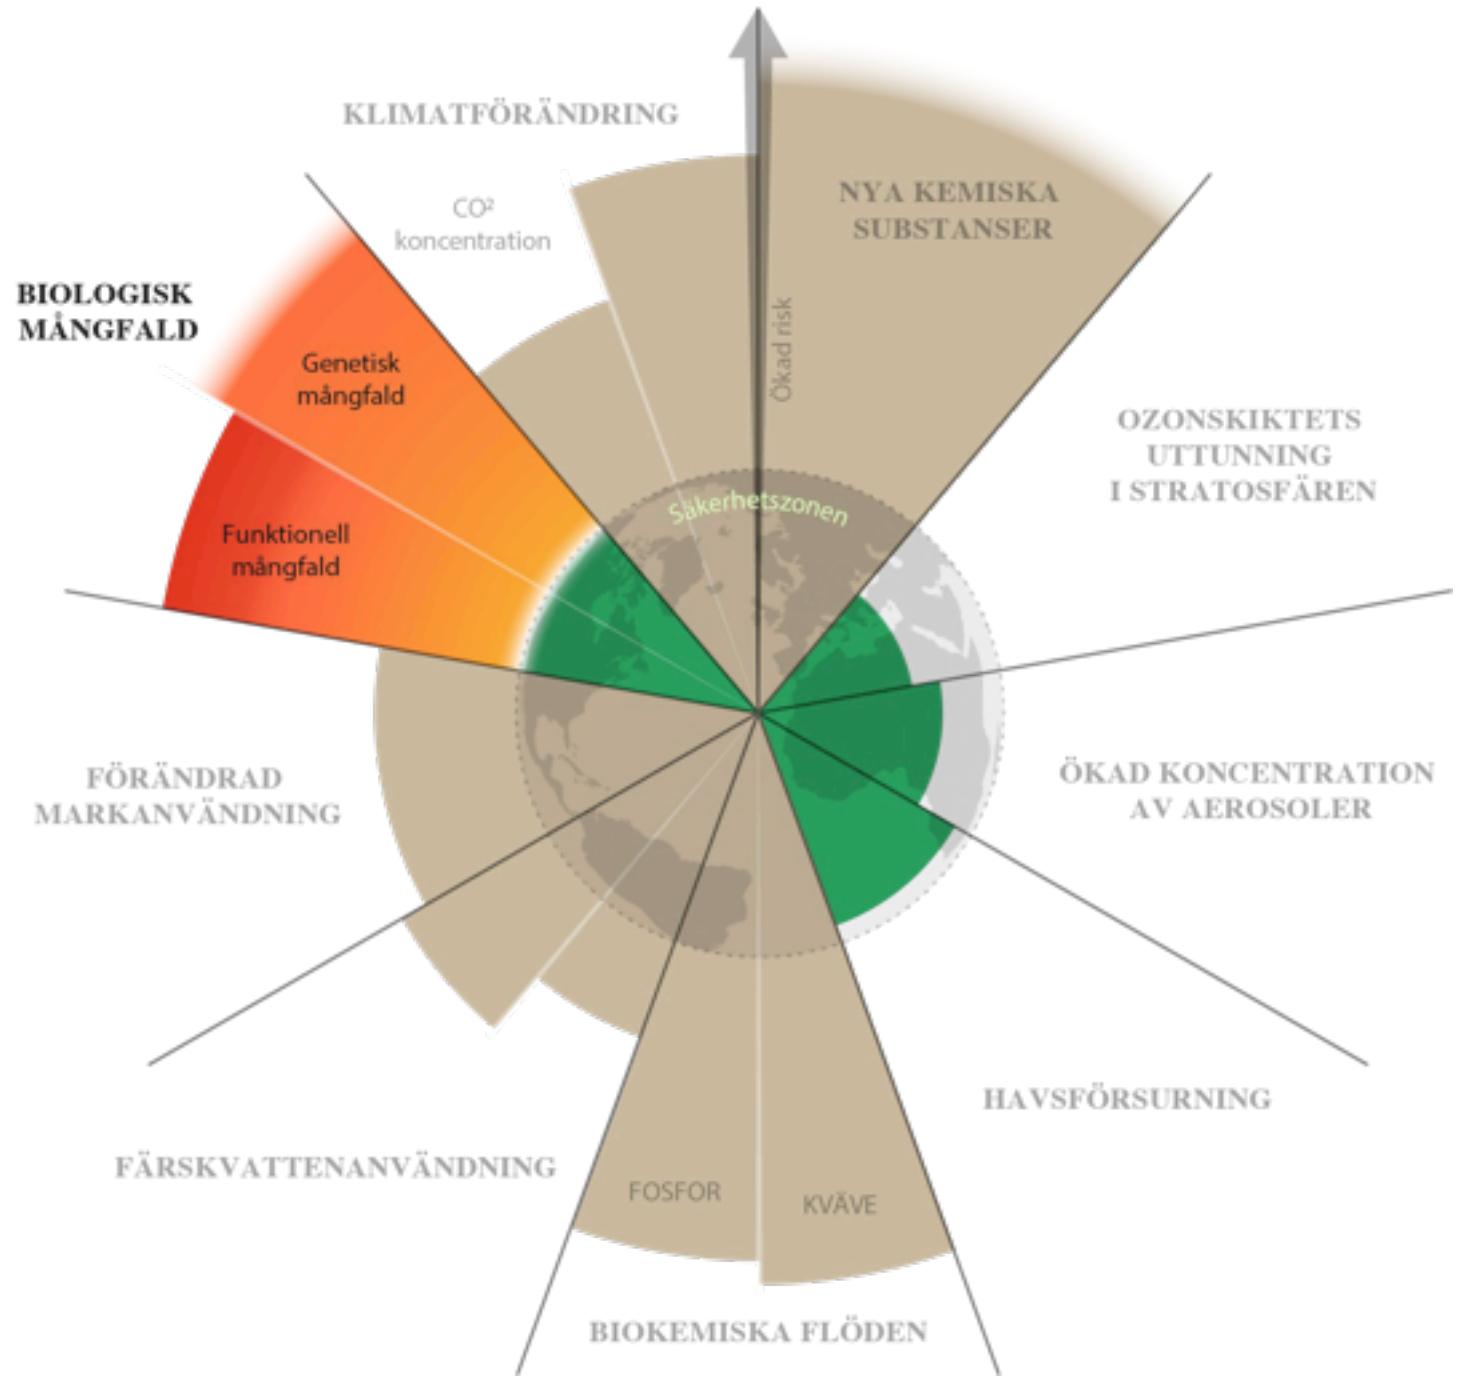 KLIMATFÖRÄNDRING
CO²
koncentration
NYA KEMISKA
SUBSTANSER
Ökad risk
BIOLOGISK
MÅNGFALD
Genetisk
mångfald
Funktionell
mångfald
Säkerhetszonen
OZONSKIKTETS
UTTUNNING
I STRATOSFÄREN
FÖRÄNDRAD
MARKANVÄNDNING
ÖKAD KONCENTRATION
AV AEROSOLER
HAVSFÖRSURNING
FÄRSKVATTENANVÄNDNING
FOSFOR
KVÄVE
BIOKEMISKA FLÖDEN